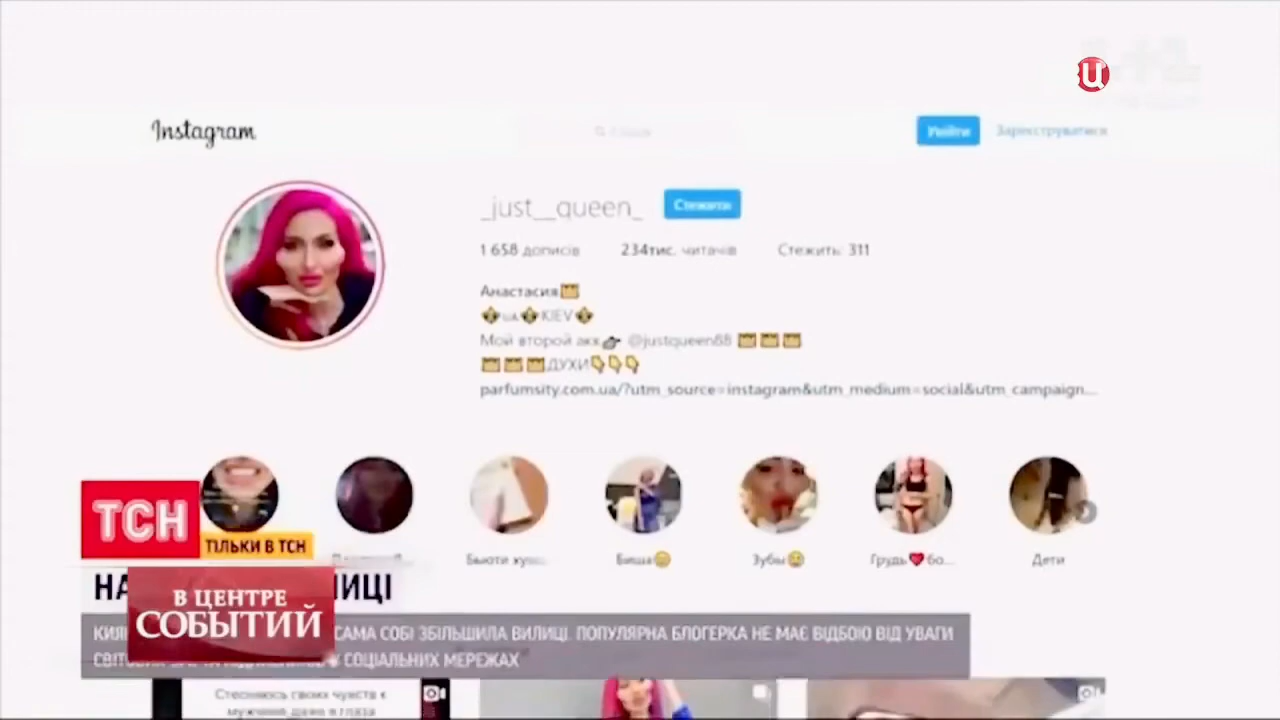 Ц
Instagram
Увійти
Зареєструватися
_just__queen_
Стежити
1 658 дописів
234тис. читачів
Стежить: 311
Анастасия
UA KIEV
Мой второй акк @justqueen88
ДУХИ
parfumsity.com.ua/?utm_source=instagram&utm_medium=social&utm_campaign...
Бьюти
Биша
Зубы
Грудь бо...
Дети
ТСН
ТІЛЬКИ В ТСН
В ЦЕНТРЕ
СОБЫТИЙ
САМА СОБІ ЗБІЛЬШИЛА ВИЛИЦІ. ПОПУЛЯРНА БЛОГЕРКА НЕ МАЄ ВІДБОЮ ВІД УВАГИ
У СОЦІАЛЬНИХ МЕРЕЖАХ
Стесняюсь своих чувств к
мужчине даже в глаза